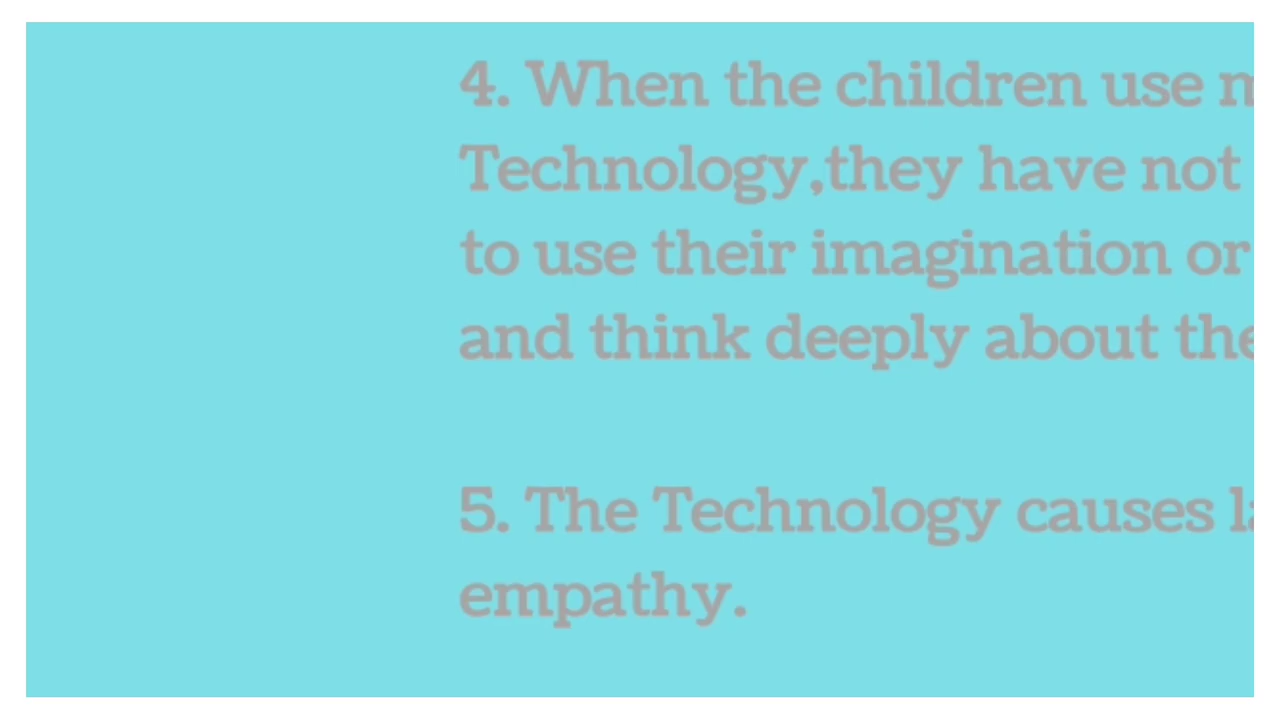 4. When the children use
Technology,they have not
to use their imagination or
and think deeply about
5. The Technology causes
empathy.